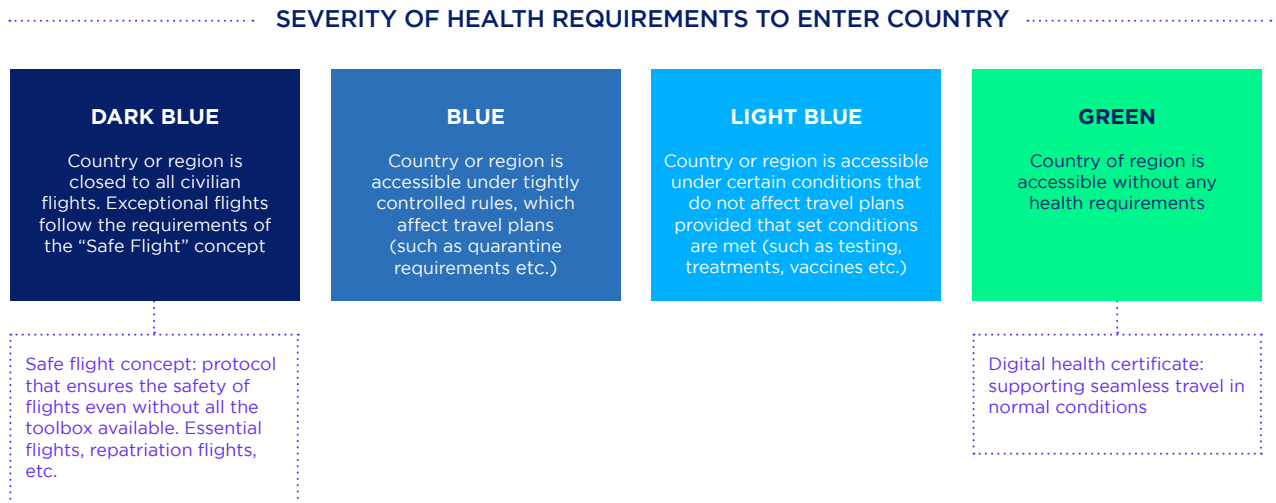 SEVERITY OF HEALTH REQUIREMENTS TO ENTER COUNTRY
DARK BLUE
Country or region is
closed to all civilian
flights. Exceptional flights
follow the requirements of
the “Safe Flight” concept
BLUE
Country or region is
accessible under tightly
controlled rules, which
affect travel plans
(such as quarantine
requirements etc.)
LIGHT BLUE
Country or region is accessible
under certain conditions that
do not affect travel plans
provided that set conditions
are met (such as testing,
treatments, vaccines etc.)
GREEN
Country of region is
accessible without any
health requirements
Safe flight concept: protocol
that ensures the safety of
flights even without all the
toolbox available. Essential
flights, repatriation flights,
etc.
Digital health certificate:
supporting seamless travel in
normal conditions